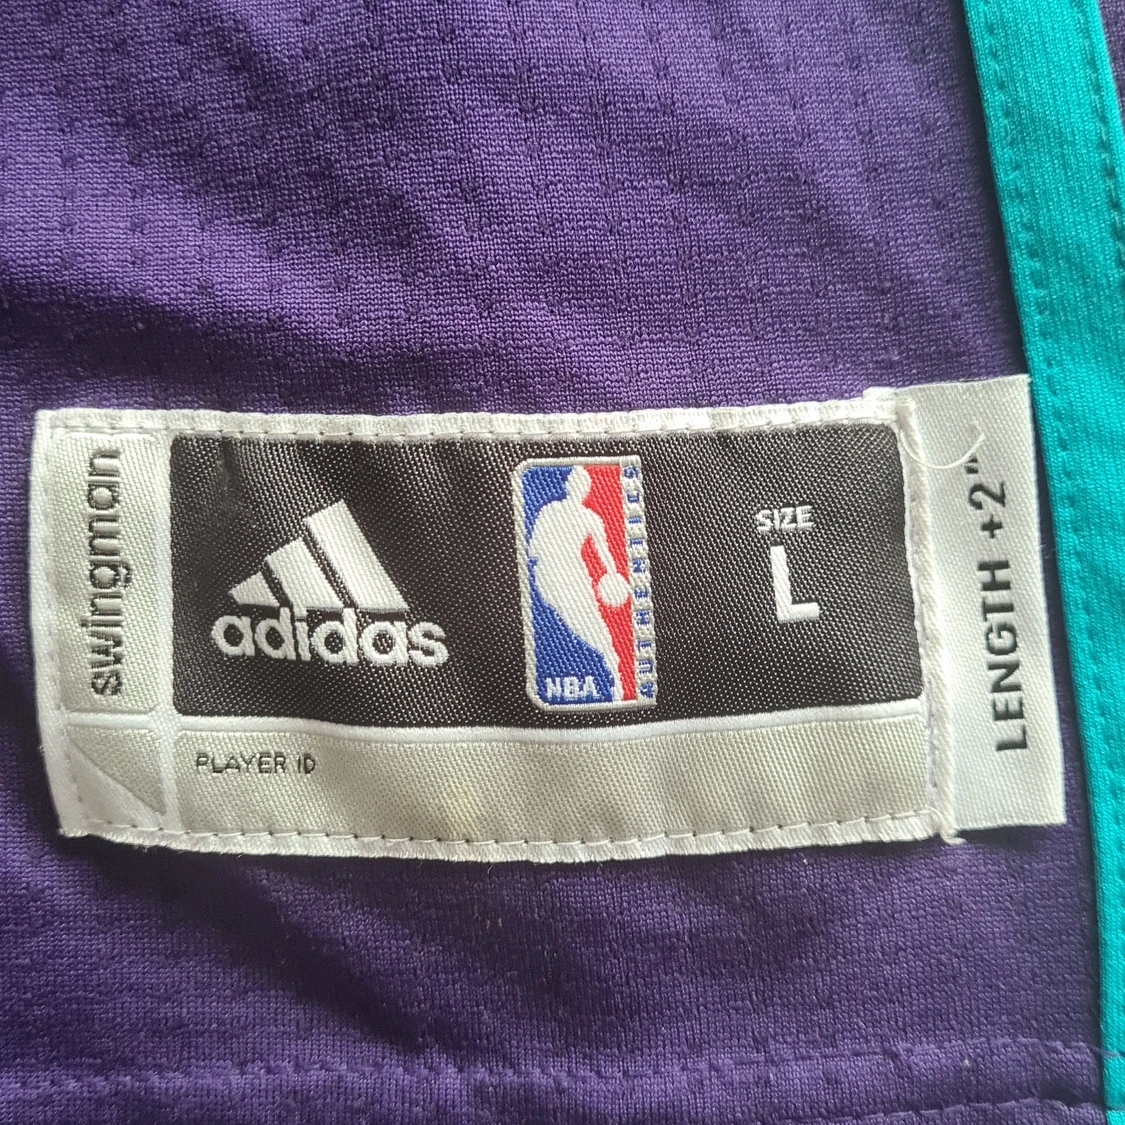 swingman
adidas
NBA
AUTHENTICS
SIZE
L
LENGTH +2"
PLAYER ID